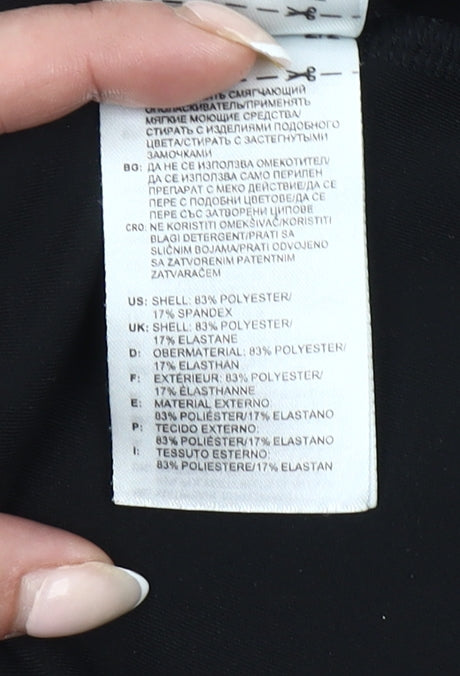 СМЯГЧАЮЩИЙ
ОПОЛАСКИВАТЕЛЬ/ПРИМЕНЯТЬ
МЯГКИЕ МОЮЩИЕ СРЕДСТВА/
СТИРАТЬ С ИЗДЕЛИЯМИ ПОДОБНОГО
ЦВЕТА/СТИРАТЬ С ЗАСТЕГНУТЫМИ
ЗАМОЧКАМИ
BG: ДА НЕ СЕ ИЗПОЛЗВА ОМЕКОТИТЕЛ/
ДА СЕ ИЗПОЛЗВА САМО ПЕРИЛЕН
ПРЕПАРАТ С МЕКО ДЕЙСТВИЕ/ДА СЕ
ПЕРЕ С ПОДОБНИ ЦВЕТОВЕ/ДА СЕ
ПЕРЕ СЪС ЗАТВОРЕНИ ЦИПОВЕ
CRO: NE KORISTITI OMEKŠIVAČ/KORISTITI
BLAGI DETERGENT/PRATI SA
SLIČNIM BOJAMA/PRATI ODVOJENO
SA ZATVORENIM PATENTNIM
ZATVARAČEM
US: SHELL: 83% POLYESTER/
17% SPANDEX
UK: SHELL: 83% POLYESTER/
17% ELASTANE
D: OBERMATERIAL: 83% POLYESTER/
17% ELASTHAN
F: EXTÉRIEUR: 83% POLYESTER/
17% ÉLASTHANNE
E: MATERIAL EXTERNO:
83% POLIÉSTER/17% ELASTANO
P: TECIDO EXTERNO:
83% POLIÉSTER/17% ELASTANO
I: TESSUTO ESTERNO:
83% POLIESTERE/17% ELASTAN